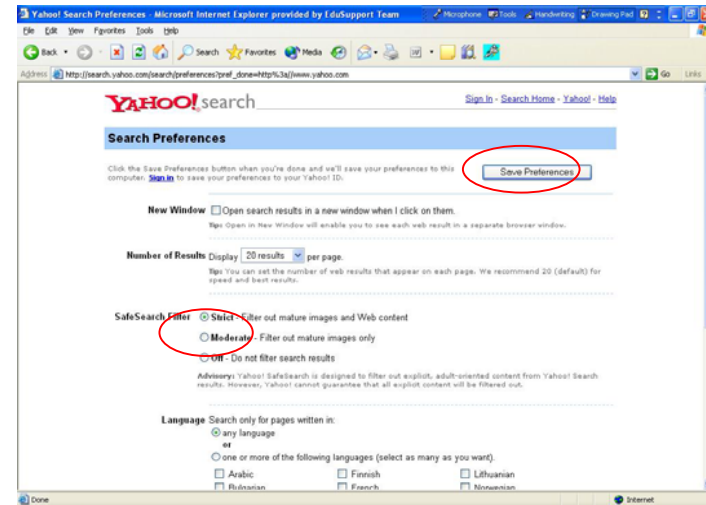 Yahoo! Search Preferences - Microsoft Internet Explorer provided by EduSupport Team
Microphone Tools Handwriting Drawing Pad
File Edit View Favorites Tools Help
Back Search Favorites Media
Address http://search.yahoo.com/search/preferences?pref_done=http%3a//www.yahoo.com Go Links
YAHOO! search Sign In - Search Home - Yahoo! - Help
Search Preferences
Click the Save Preferences button when you're done and we'll save your preferences to this
computer. Sign in to save your preferences to your Yahoo! ID.
Save Preferences
New Window Open search results in a new window when I click on them.
Tip: Open in New Window will enable you to see each web result in a separate browser window.
Number of Results Display 20 results per page.
Tip: You can set the number of web results that appear on each page. We recommend 20 (default) for
speed and best results.
SafeSearch Filter Strict - Filter out mature images and Web content
Moderate - Filter out mature images only
Off - Do not filter search results
Advisory: Yahoo! SafeSearch is designed to filter out explicit, adult-oriented content from Yahoo! Search
results. However, Yahoo! cannot guarantee that all explicit content will be filtered out.
Language Search only for pages written in:
any language
or
one or more of the following languages (select as many as you want).
Arabic Finnish Lithuanian
Bulgarian French Norwegian
Done Internet